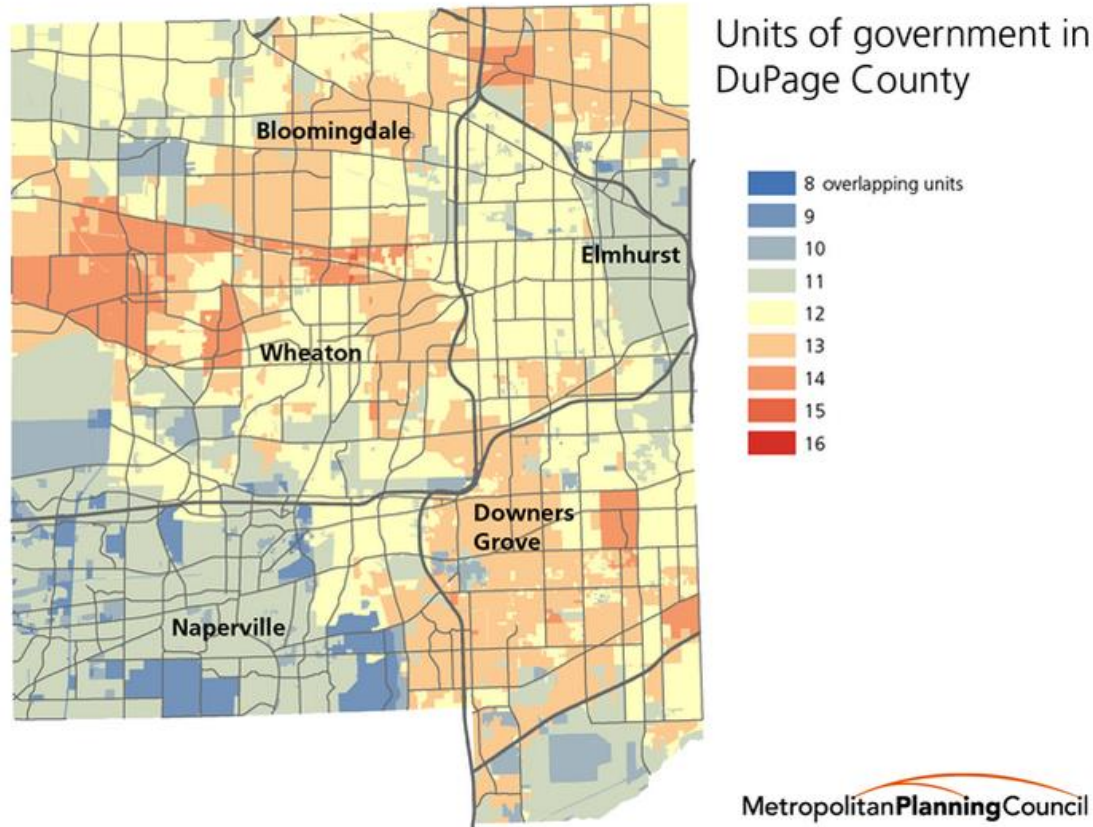 Units of government in
DuPage County
Bloomingdale
8 overlapping units
9
10
Elmhurst
11
12
13
Wheaton
14
15
16
Downers
Grove
Naperville
MetropolitanPlanningCouncil